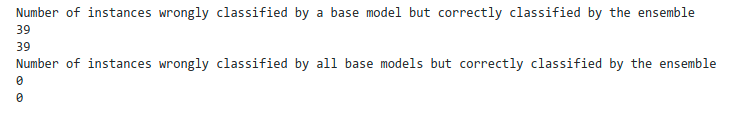 Number of instances wrongly classified by a base model but correctly classified by the ensemble
39
39
Number of instances wrongly classified by all base models but correctly classified by the ensemble
0
0